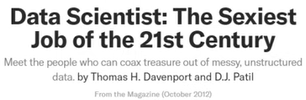 Data Scientist: The Sexiest
Job of the 21st Century
Meet the people who can coax treasure out of messy, unstructured
data. by Thomas H. Davenport and D.J. Patil
From the Magazine (October 2012)